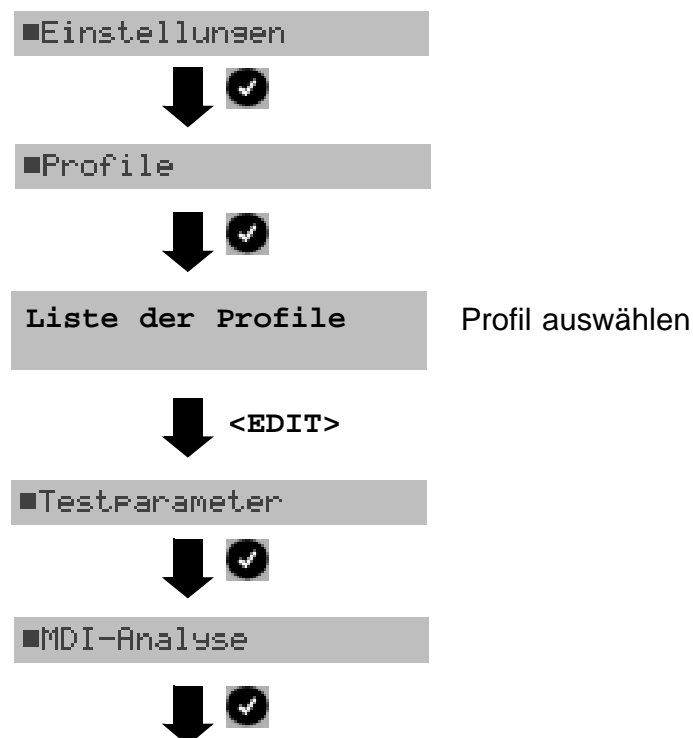 ■Einstellungen
■Profile
Liste der Profile
Profil auswählen
<EDIT>
■Testparameter
■MDI-Analyse